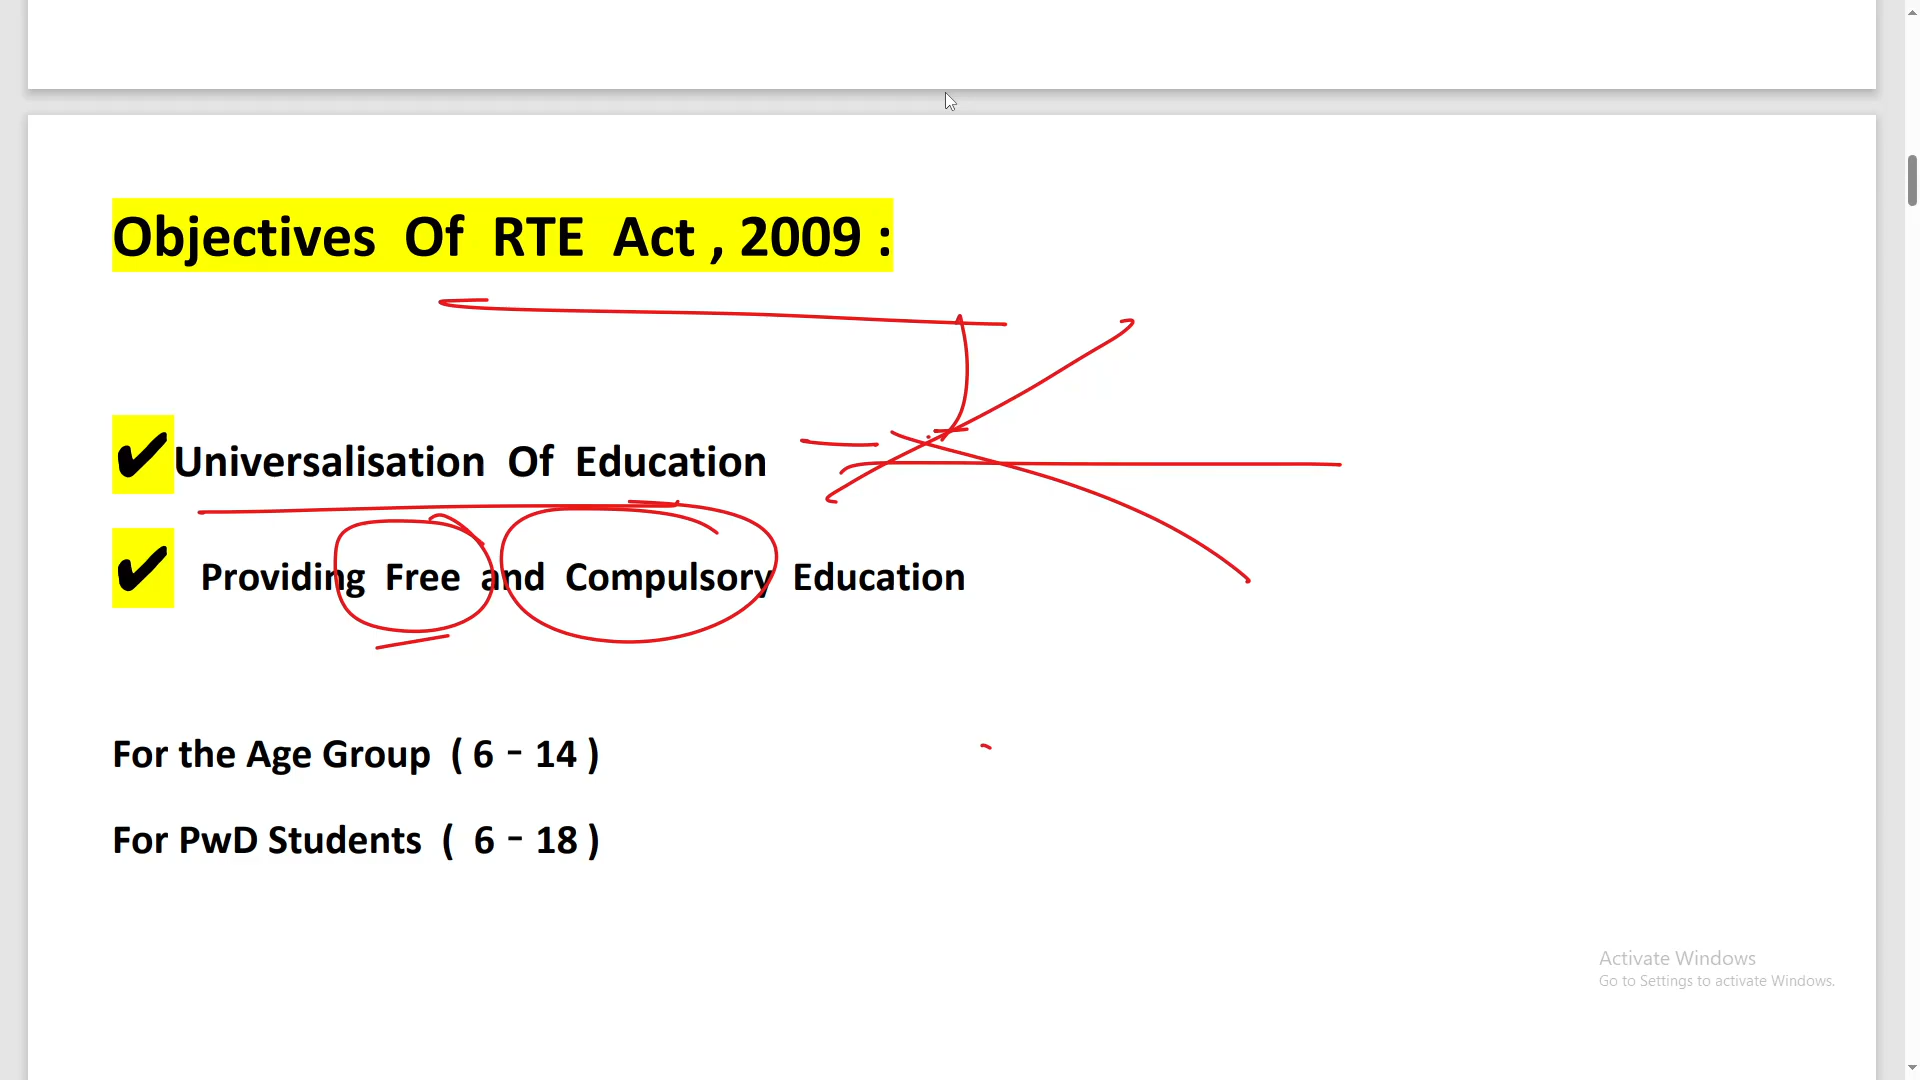 Objectives Of RTE Act , 2009 :
✔Universalisation Of Education
✔ Providing Free and Compulsory Education
For the Age Group ( 6 - 14 )
For PwD Students ( 6 - 18 )
Activate Windows
Go to Settings to activate Windows.